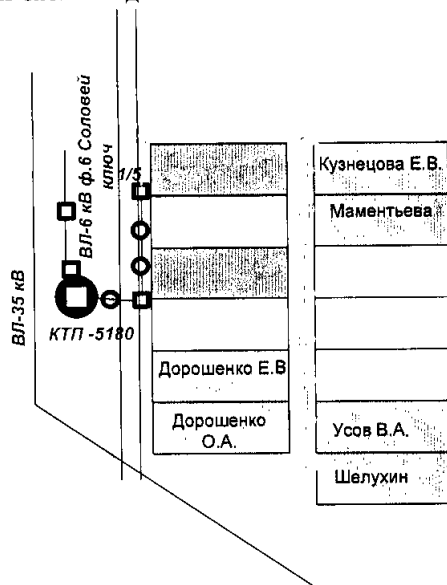 ВЛ-35 кВ
ВЛ-6 кВ ф.6 Соловей
ключ
1/5
КТП -5180
Кузнецова Е.В.
Маментьева
Дорошенко Е.В
Дорошенко
О.А.
Усов В.А.
Шелухин